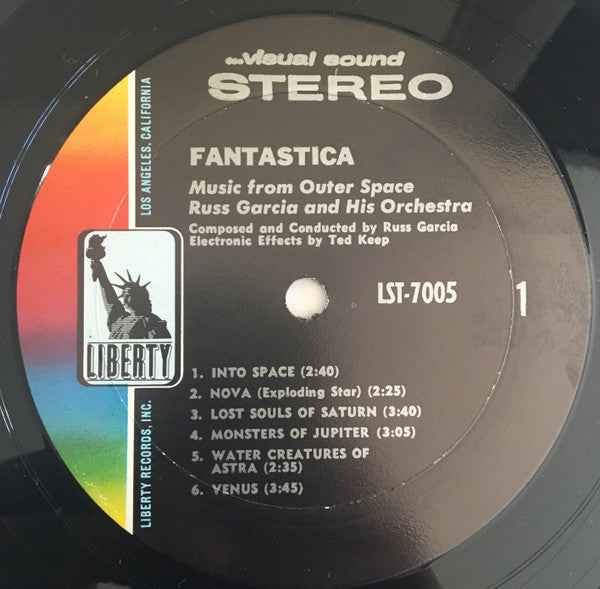 ...visual sound
STEREO
FANTASTICA
Music from Outer Space
Russ Garcia and His Orchestra
Composed and Conducted by Russ Garcia
Electronic Effects by Ted Keep
LST-7005
1
1. INTO SPACE (2:40)
2. NOVA (Exploding Star) (2:25)
3. LOST SOULS OF SATURN (3:40)
4. MONSTERS OF JUPITER (3:05)
5. WATER CREATURES OF
ASTRA (2:35)
6. VENUS (3:45)
LIBERTY
LIBERTY RECORDS, INC.
LOS ANGELES, CALIFORNIA